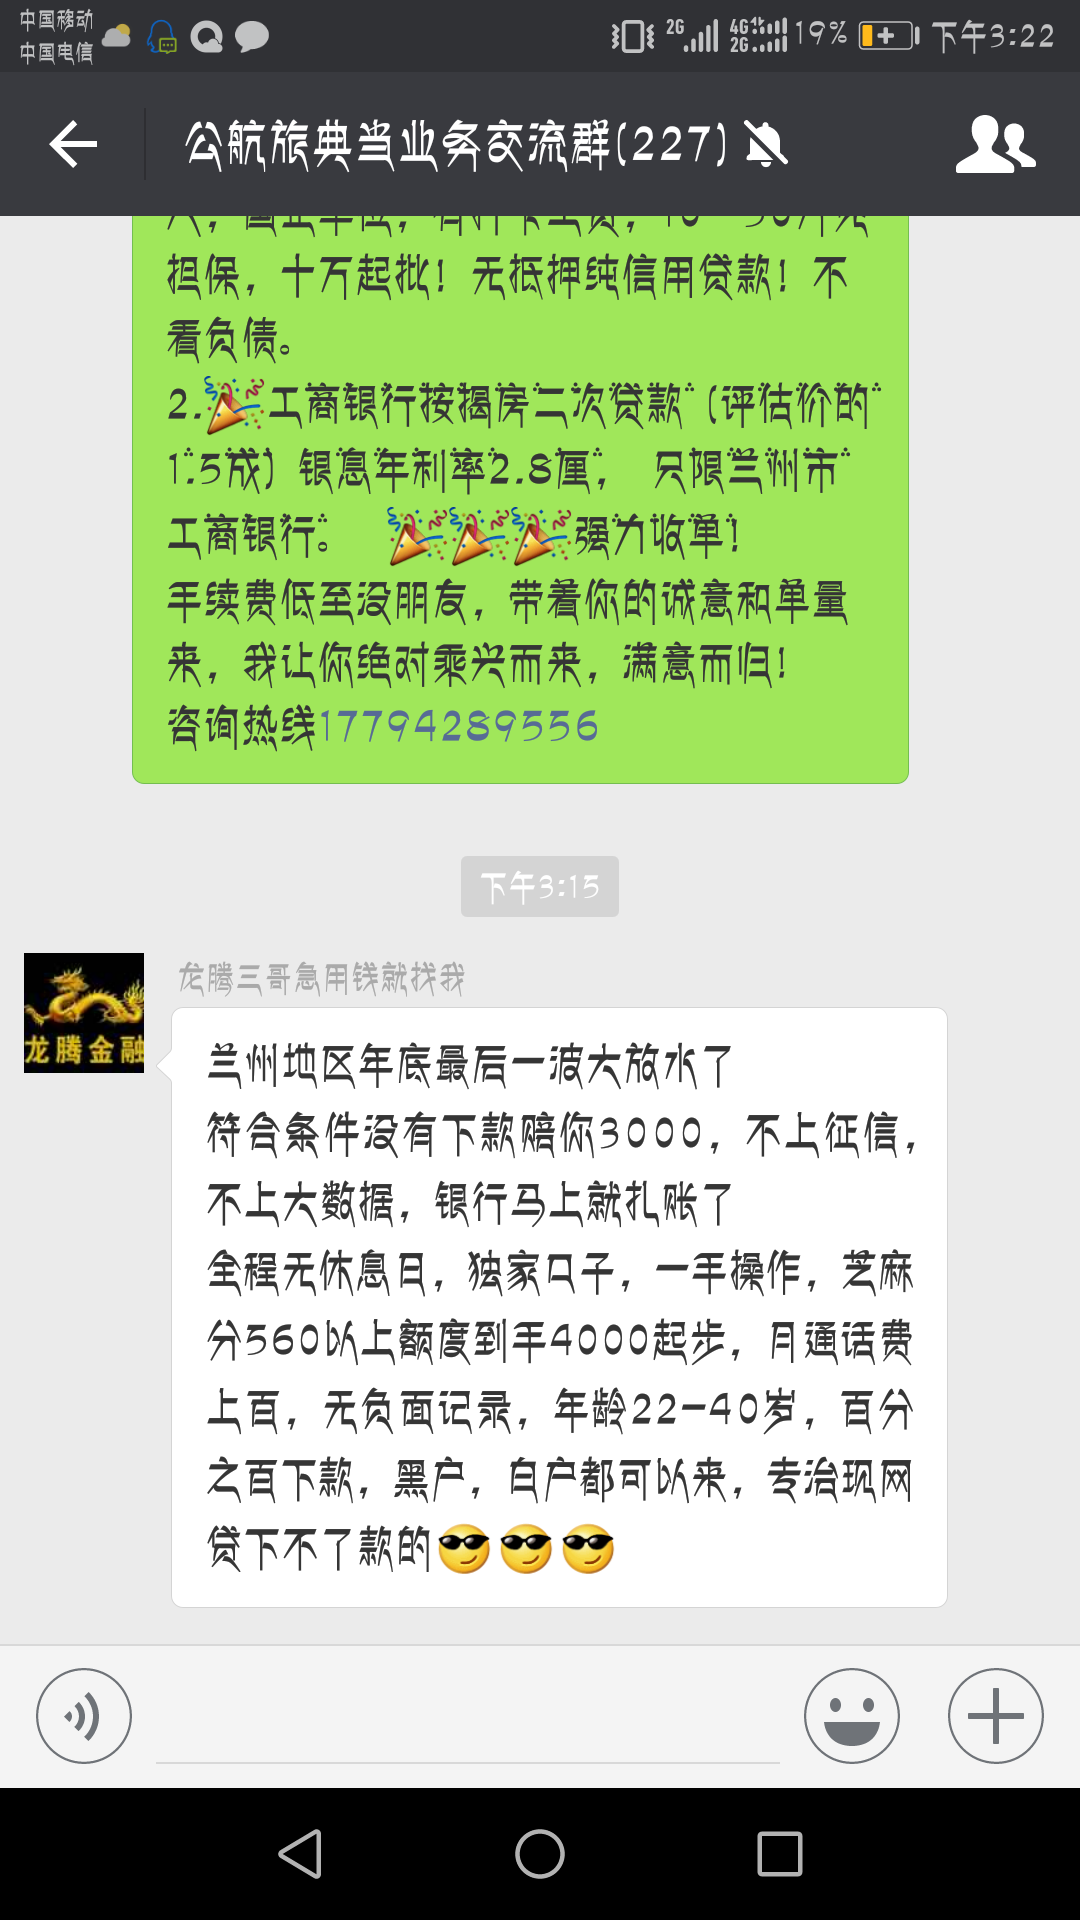 中国移动
中国电信
2G
4G
2G
19%
下午3:22
公航旅典当业务交流群(227)
担保，十万起批！无抵押纯信用贷款！不
看负债。
2.🎉工商银行按揭房二次贷款（评估价的
1.5成）银息年利率2.8厘， 只限兰州市
工商银行。 🎉🎉🎉强力收单！
手续费低至没朋友，带着你的诚意和单量
来，我让你绝对乘兴而来，满意而归！
咨询热线17794289556
下午3:15
龙腾金融
龙腾三哥急用钱就找我
兰州地区年底最后一波大放水了
符合条件没有下款赔你3000，不上征信，
不上大数据，银行马上就扎账了
全程无休息日，独家口子，一手操作，芝麻
分560以上额度到手4000起步，月通话费
上百，无负面记录，年龄22-40岁，百分
之百下款，黑户，白户都可以来，专治现网
贷下不了款的😎😎😎